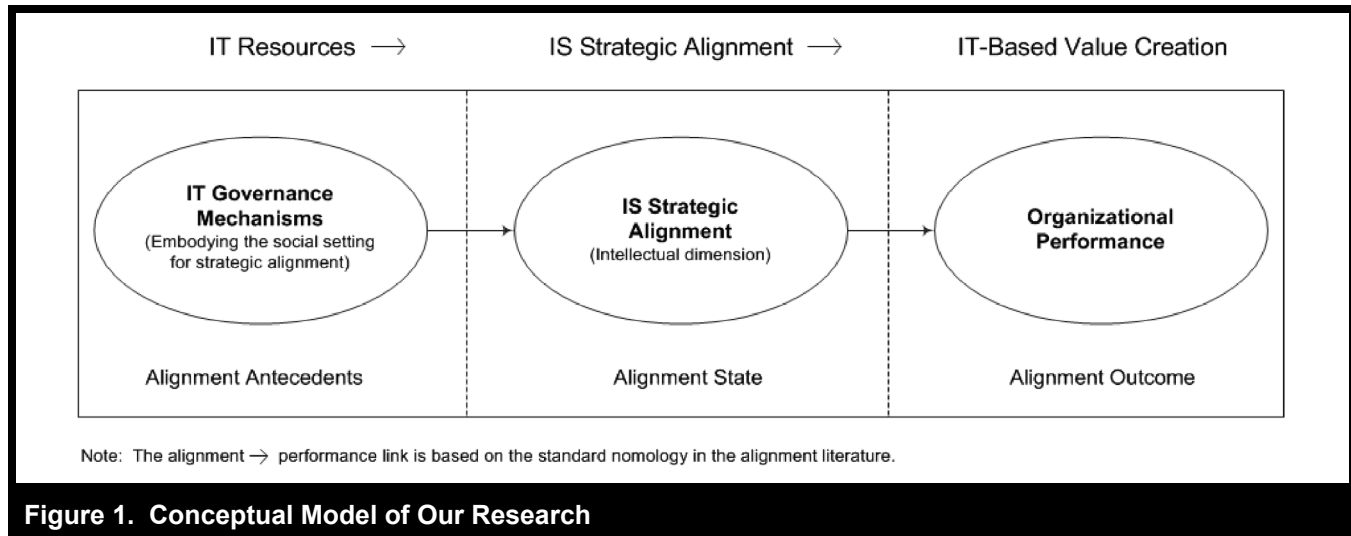 IT Resources → IS Strategic Alignment → IT-Based Value Creation
IT Governance
Mechanisms
(Embodying the social setting
for strategic alignment)
IS Strategic
Alignment
(Intellectual dimension)
Organizational
Performance
Alignment Antecedents
Alignment State
Alignment Outcome
Note: The alignment → performance link is based on the standard nomology in the alignment literature.
Figure 1. Conceptual Model of Our Research